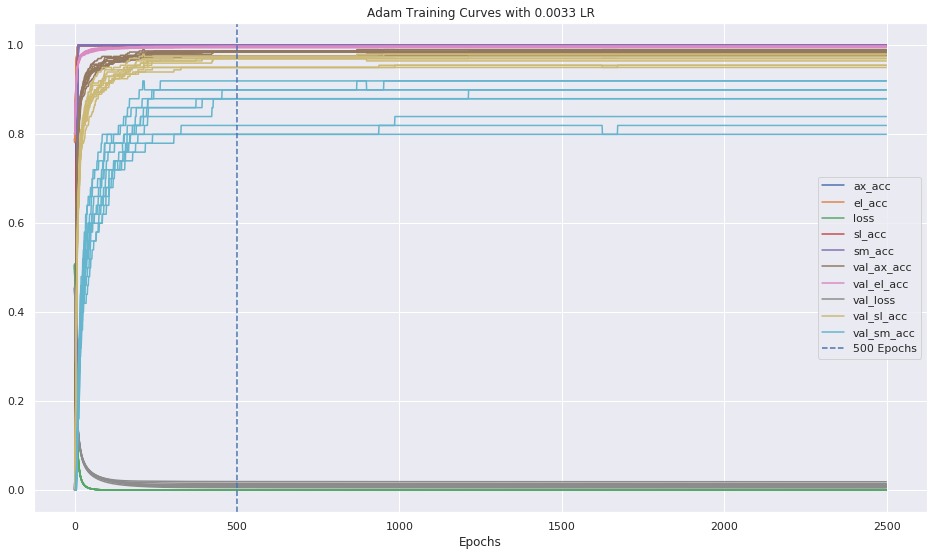 Adam Training Curves with 0.0033 LR
1.0
0.8
0.6
0.4
0.2
0.0
ax_acc
el_acc
loss
sl_acc
sm_acc
val_ax_acc
val_el_acc
val_loss
val_sl_acc
val_sm_acc
500 Epochs
0
500
1000
1500
2000
2500
Epochs